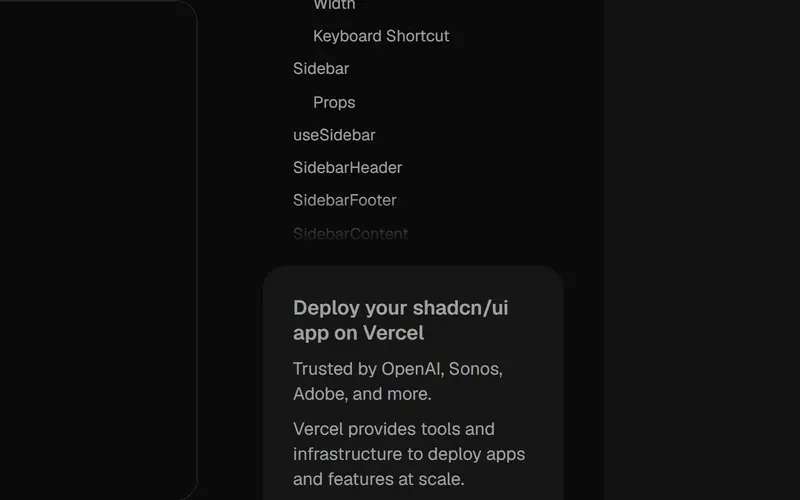 Width
Keyboard Shortcut
Sidebar
Props
useSidebar
SidebarHeader
SidebarFooter
SidebarContent
Deploy your shadcn/ui
app on Vercel
Trusted by OpenAI, Sonos,
Adobe, and more.
Vercel provides tools and
infrastructure to deploy apps
and features at scale.